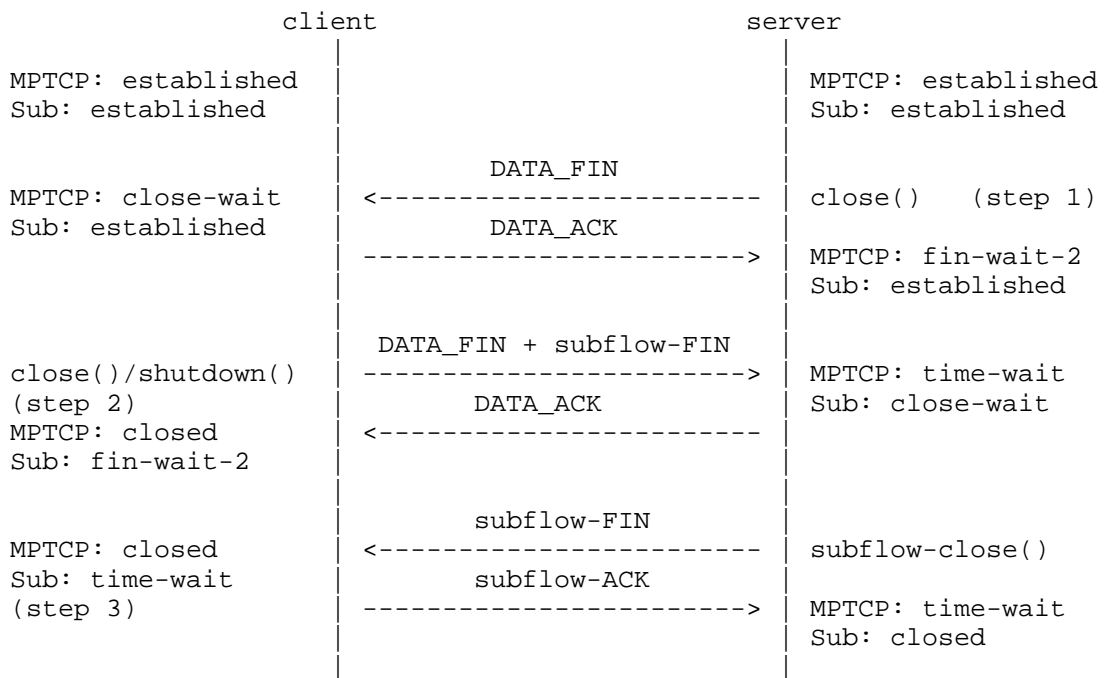 client server
MPTCP: established MPTCP: established
Sub: established Sub: established
DATA_FIN
MPTCP: close-wait <------------------------ close() (step 1)
Sub: established DATA_ACK
------------------------> MPTCP: fin-wait-2
Sub: established
DATA_FIN + subflow-FIN
close()/shutdown() ------------------------> MPTCP: time-wait
(step 2) DATA_ACK Sub: close-wait
MPTCP: closed <------------------------
Sub: fin-wait-2
subflow-FIN
MPTCP: closed <------------------------ subflow-close()
Sub: time-wait subflow-ACK
(step 3) ------------------------> MPTCP: time-wait
Sub: closed